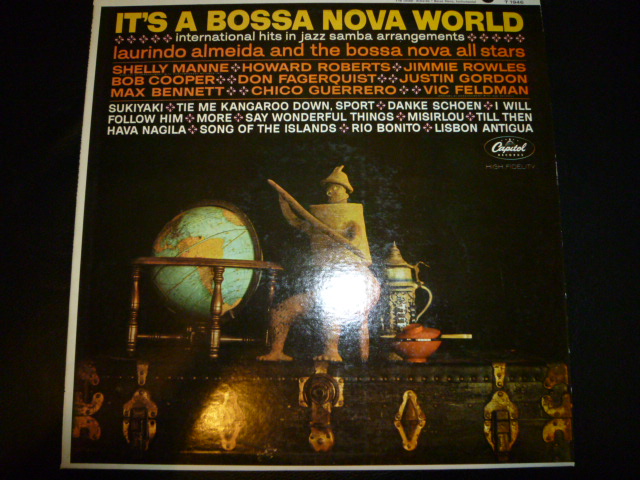 T 1946
IT'S A BOSSA NOVA WORLD
international hits in jazz samba arrangements
laurindo almeida and the bossa nova all stars
SHELLY MANNE HOWARD ROBERTS JIMMIE ROWLES
BOB COOPER DON FAGERQUIST JUSTIN GORDON
MAX BENNETT CHICO GUERRERO VIC FELDMAN
SUKIYAKI TIE ME KANGAROO DOWN, SPORT DANKE SCHOEN I WILL
FOLLOW HIM MORE SAY WONDERFUL THINGS MISIRLOU TILL THEN
HAVA NAGILA SONG OF THE ISLANDS RIO BONITO LISBON ANTIGUA
Capitol
RECORDS
HIGH FIDELITY